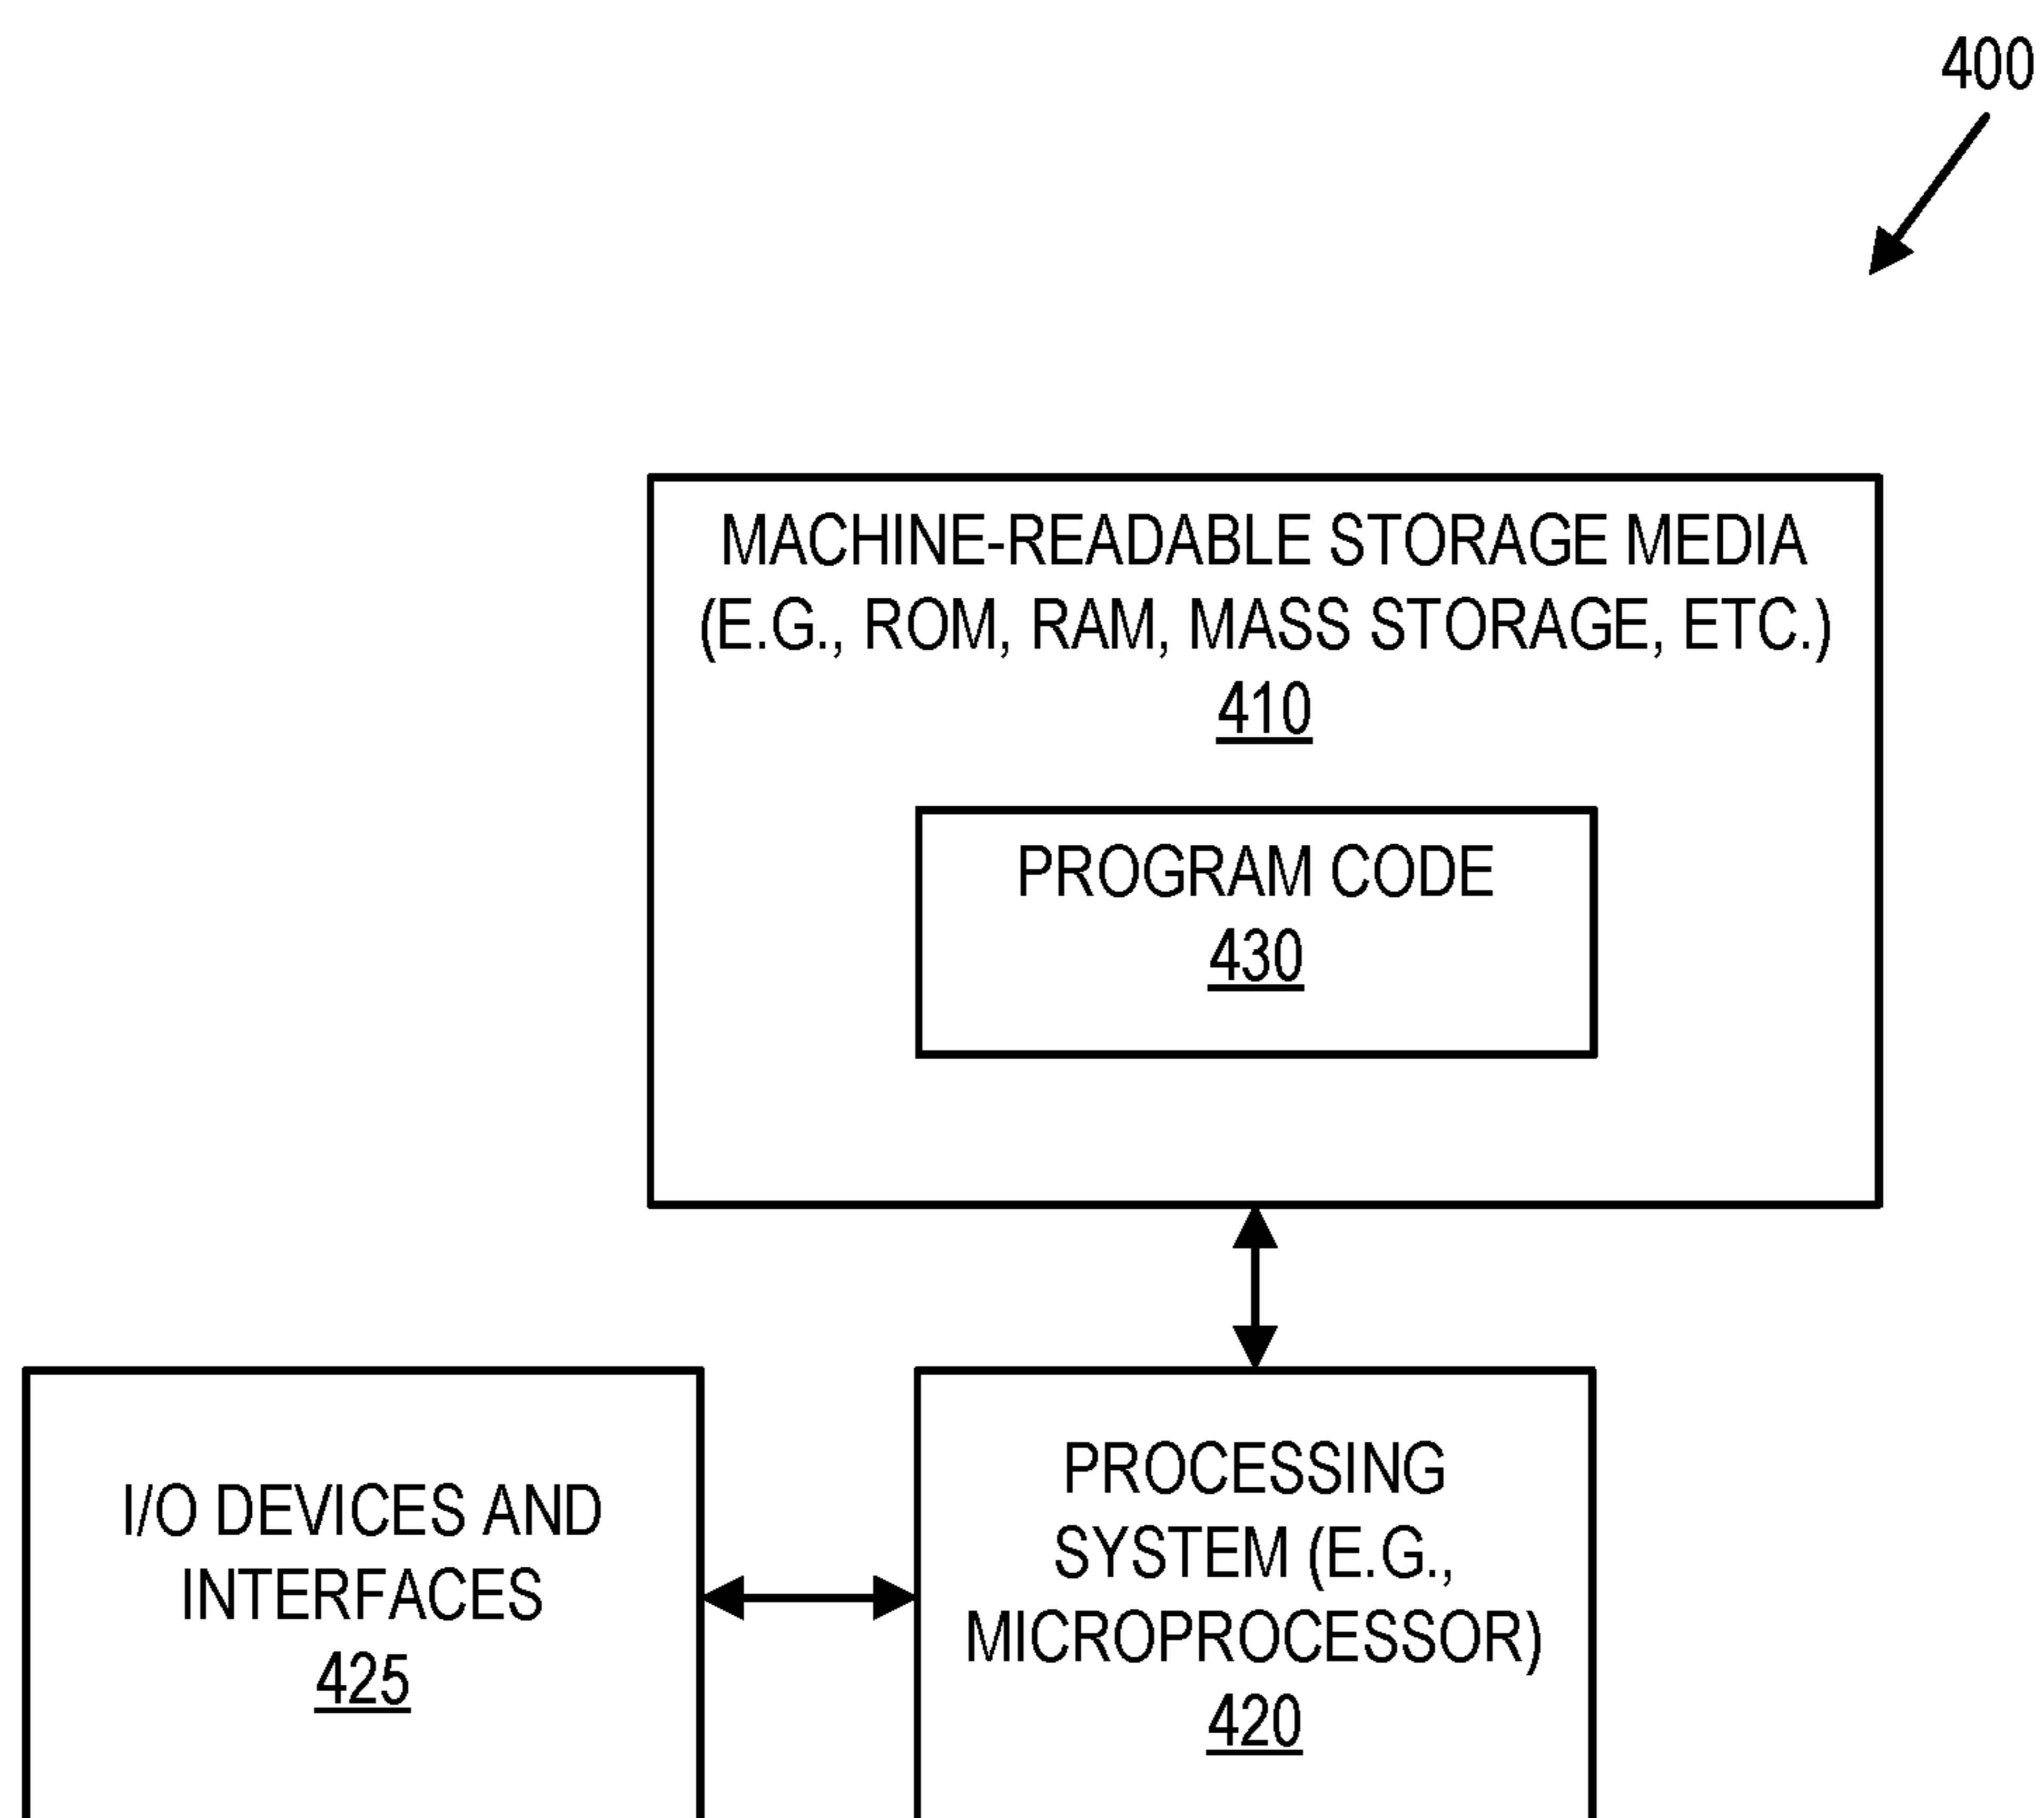 400
MACHINE-READABLE STORAGE MEDIA
(E.G., ROM, RAM, MASS STORAGE, ETC.)
410
PROGRAM CODE
430
I/O DEVICES AND
INTERFACES
425
PROCESSING
SYSTEM (E.G.,
MICROPROCESSOR)
420